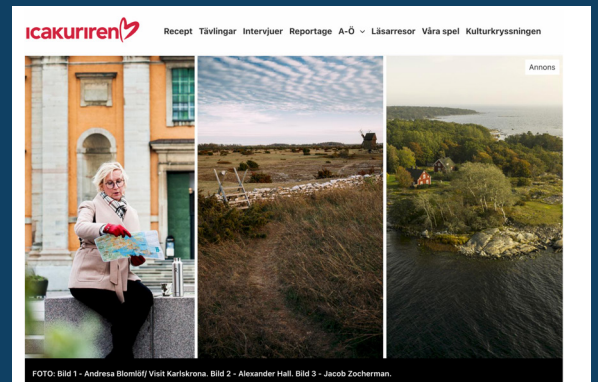 Icakuriren
Recept Tävlingar Intervjuer Reportage A-Ö Läsarresor Våra spel Kulturkryssningen
Annons
FOTO: Bild 1 - Andresa Blomlöf/ Visit Karlskrona. Bild 2 - Alexander Hall. Bild 3 - Jacob Zocherman.